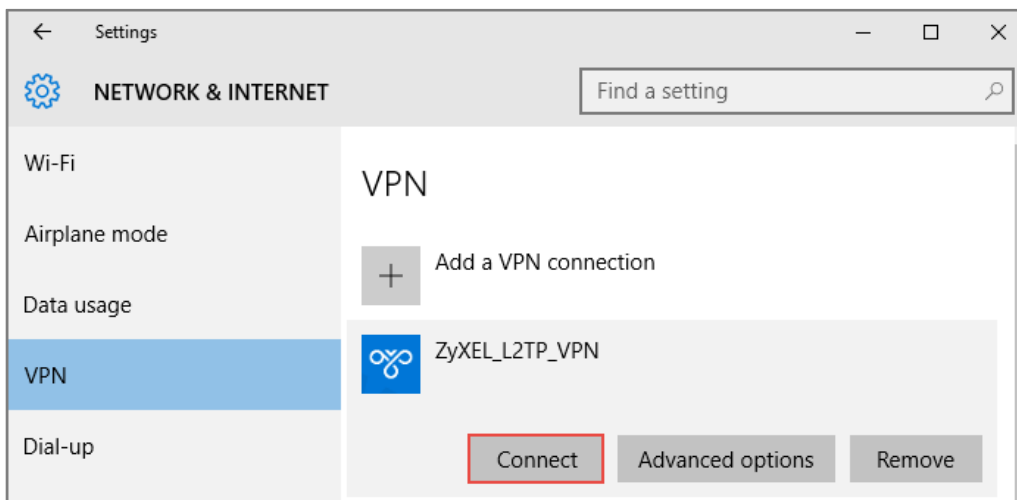 Settings
NETWORK & INTERNET
Find a setting
Wi-Fi
Airplane mode
Data usage
VPN
Dial-up
VPN
Add a VPN connection
ZyXEL_L2TP_VPN
Connect
Advanced options
Remove